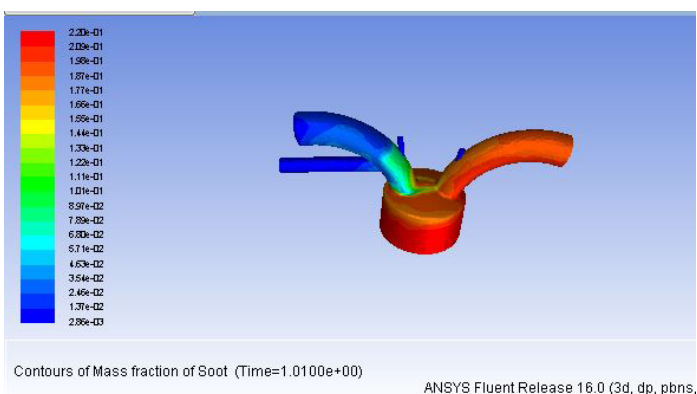 2.20e-01
2.09e-01
1.98e-01
1.87e-01
1.77e-01
1.66e-01
1.55e-01
1.44e-01
1.33e-01
1.22e-01
1.11e-01
1.01e-01
8.97e-02
7.89e-02
6.80e-02
5.71e-02
4.63e-02
3.54e-02
2.46e-02
1.37e-02
2.86e-03
Contours of Mass fraction of Soot (Time=1.0100e+00)
ANSYS Fluent Release 16.0 (3d, dp, pbns,